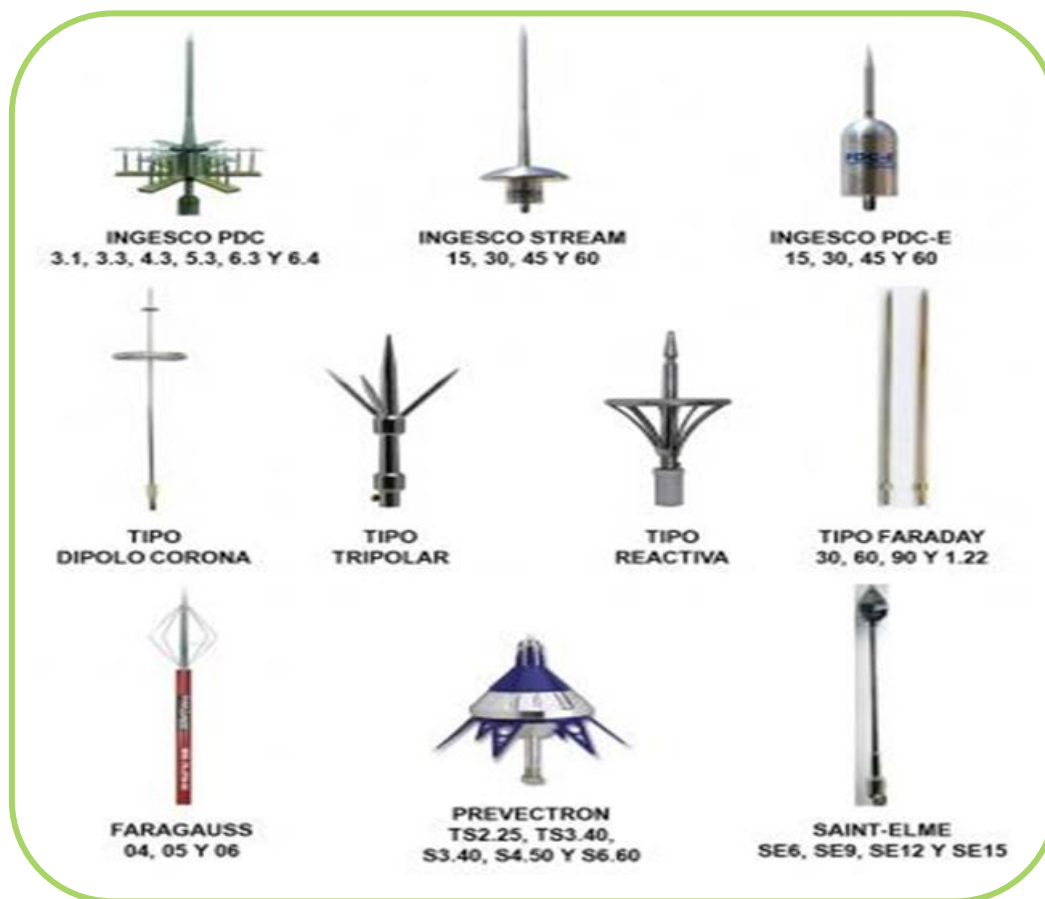 PDC-E
INGESCO PDC
3.1, 3.3, 4.3, 5.3, 6.3 Y 6.4
INGESCO STREAM
15, 30, 45 Y 60
INGESCO PDC-E
15, 30, 45 Y 60
TIPO
DIPOLO CORONA
TIPO
TRIPOLAR
TIPO
REACTIVA
TIPO FARADAY
30, 60, 90 Y 1.22
FARAGAUSS
04, 05 Y 06
PREVECTRON
TS2.25, TS3.40,
S3.40, S4.50 Y S6.60
SAINT-ELME
SE6, SE9, SE12 Y SE15